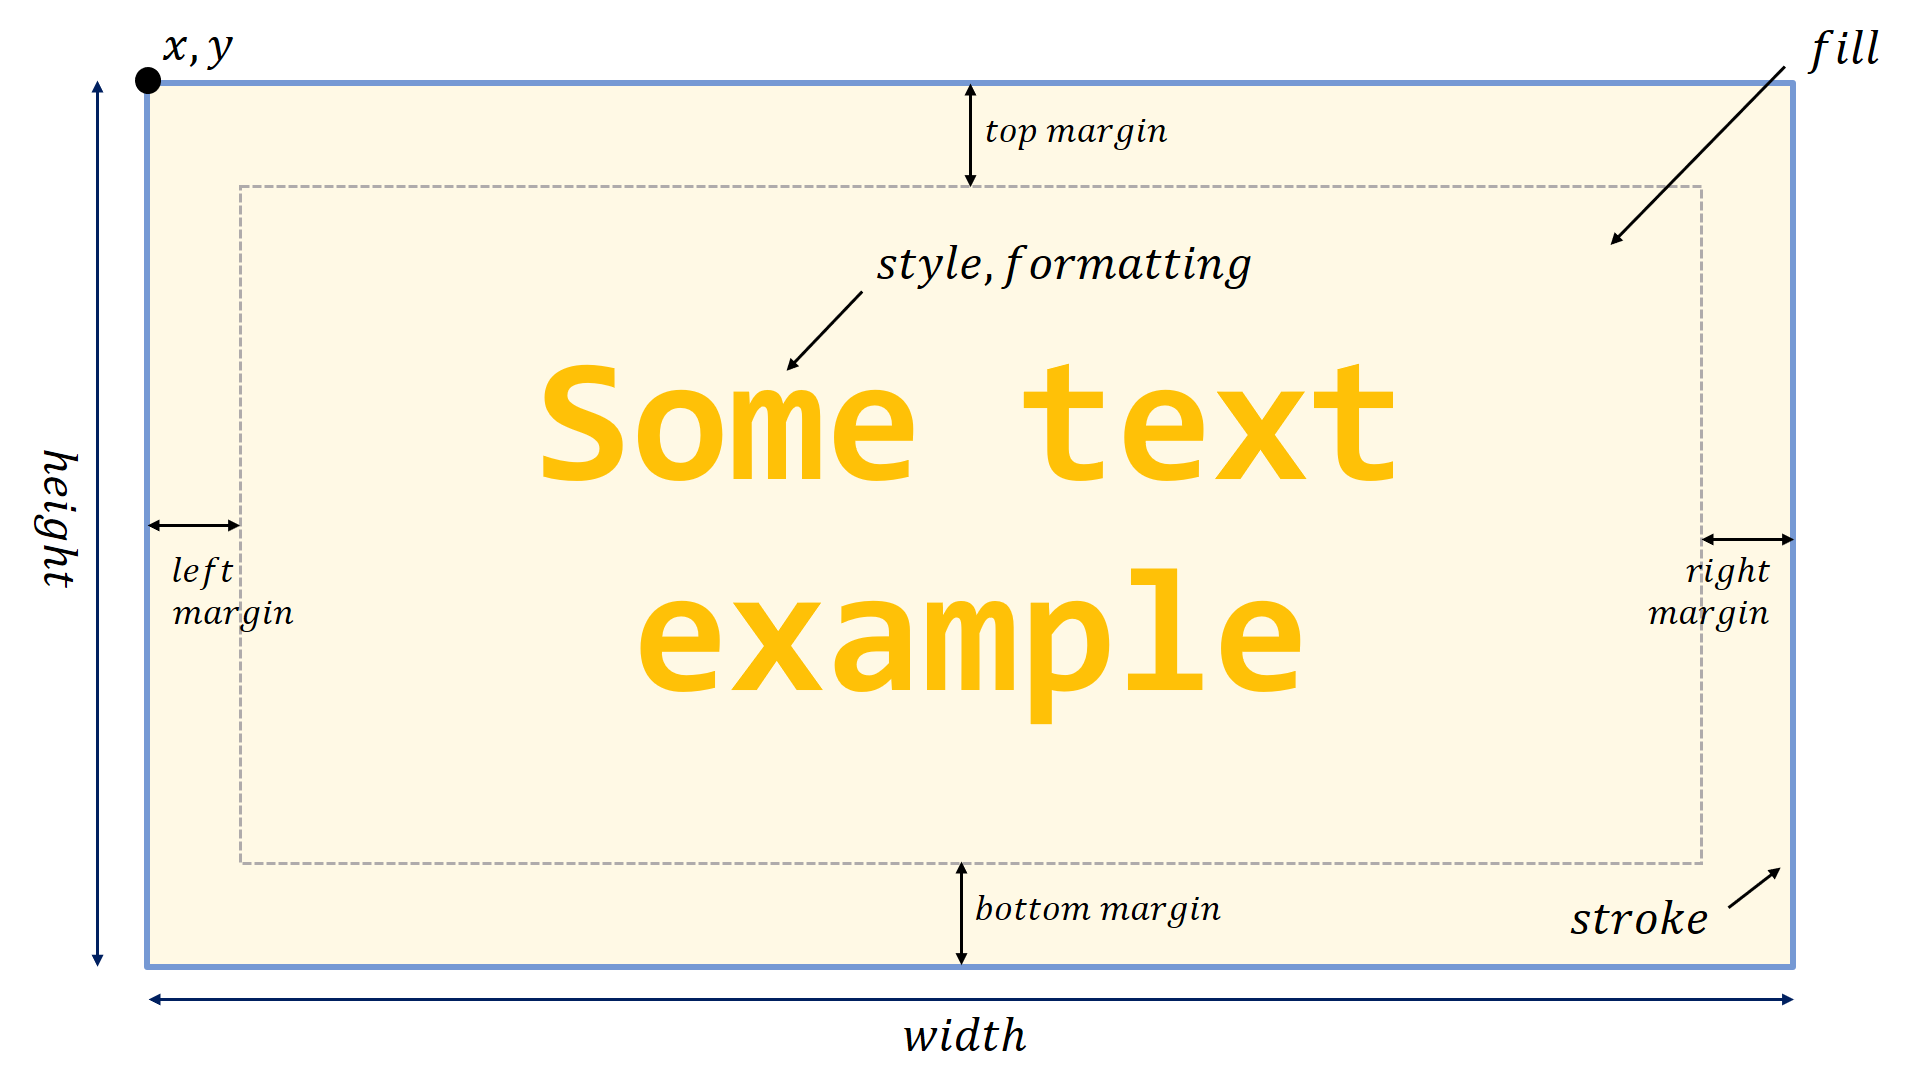 x, y
fill
top margin
style, formatting
Some text
example
height
left
margin
right
margin
bottom margin
stroke
width